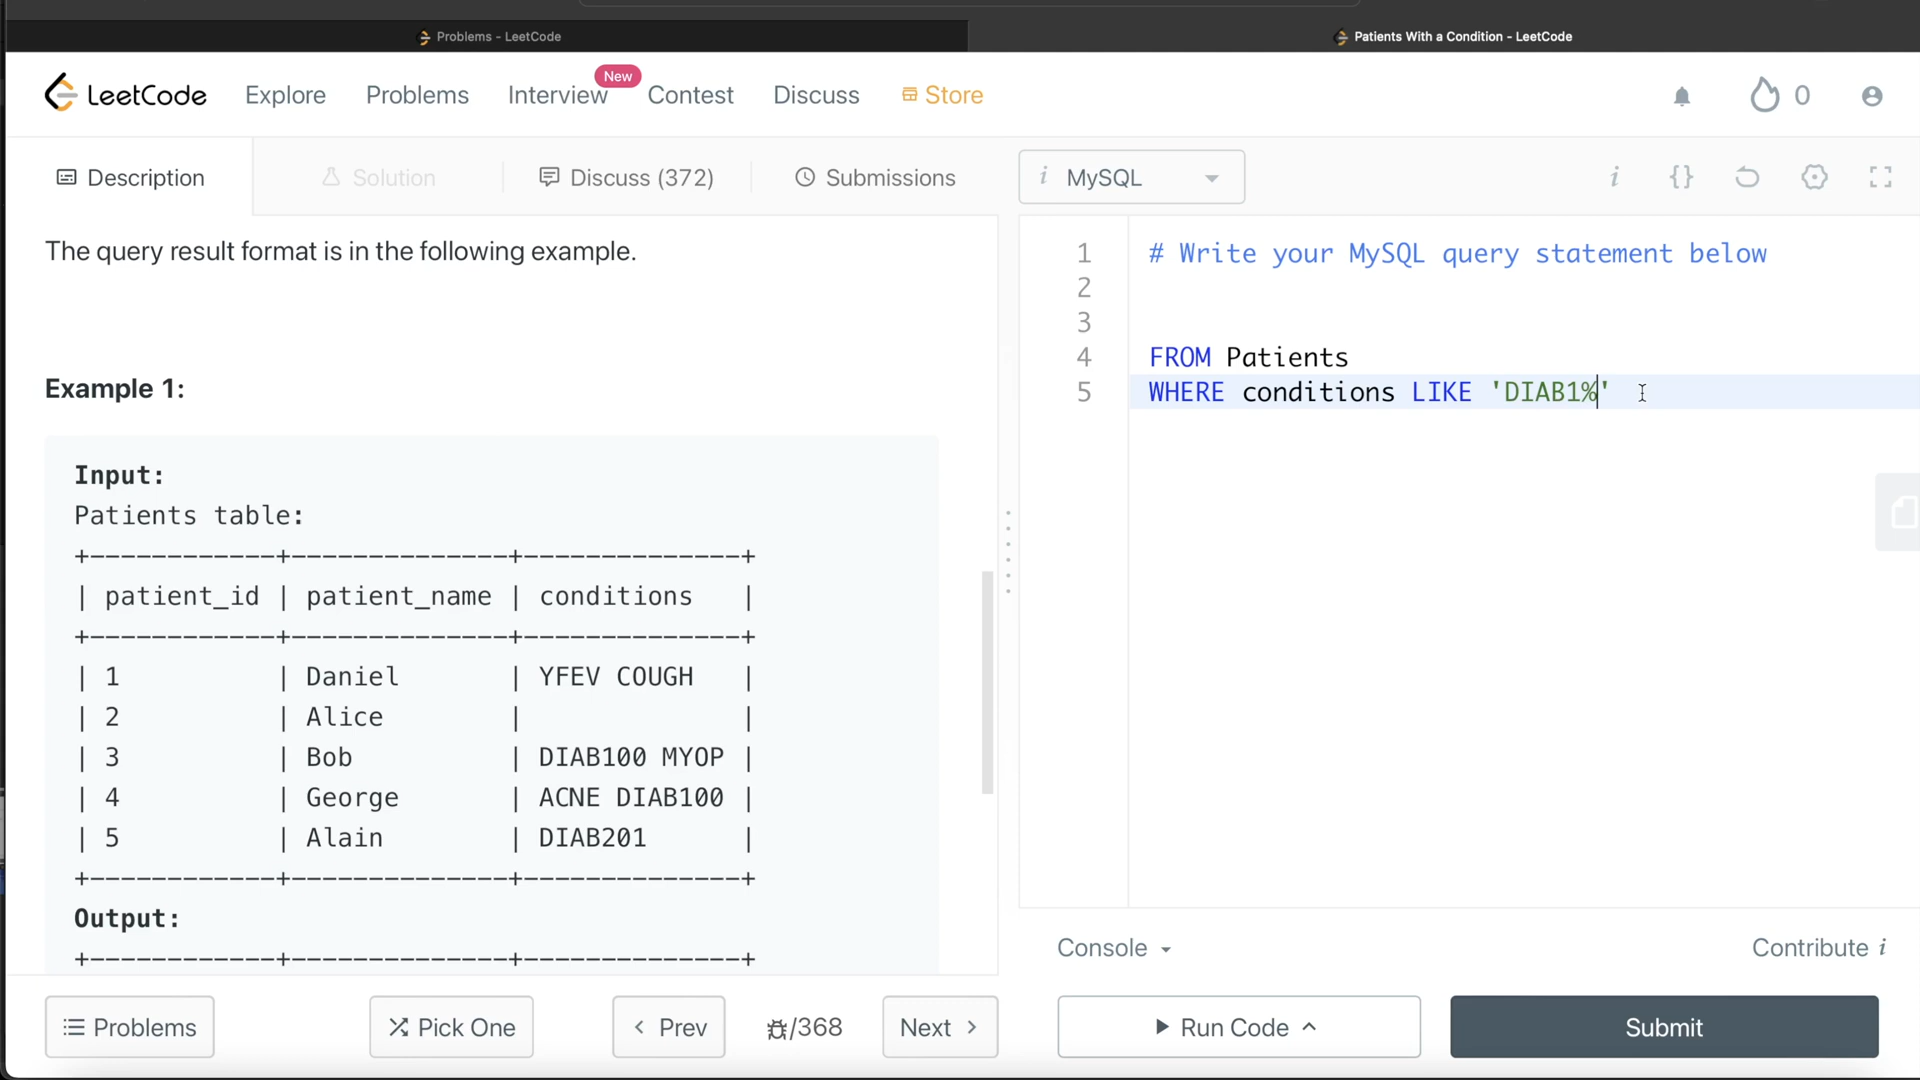 Problems - LeetCode
Patients With a Condition - LeetCode
LeetCode Explore Problems Interview New Contest Discuss Store 0
Description Solution Discuss (372) Submissions
i MySQL i {}
The query result format is in the following example.
Example 1:
Input:
Patients table:
+------------+--------------+-------------+
| patient_id | patient_name | conditions |
+------------+--------------+-------------+
| 1 | Daniel | YFEV COUGH |
| 2 | Alice | |
| 3 | Bob | DIAB100 MYOP |
| 4 | George | ACNE DIAB100 |
| 5 | Alain | DIAB201 |
+------------+--------------+-------------+
Output:
+------------+--------------+-------------+
1 # Write your MySQL query statement below
2
3
4 FROM Patients
5 WHERE conditions LIKE 'DIAB1%'
Console Contribute i
Problems Pick One < Prev /368 Next > Run Code Submit